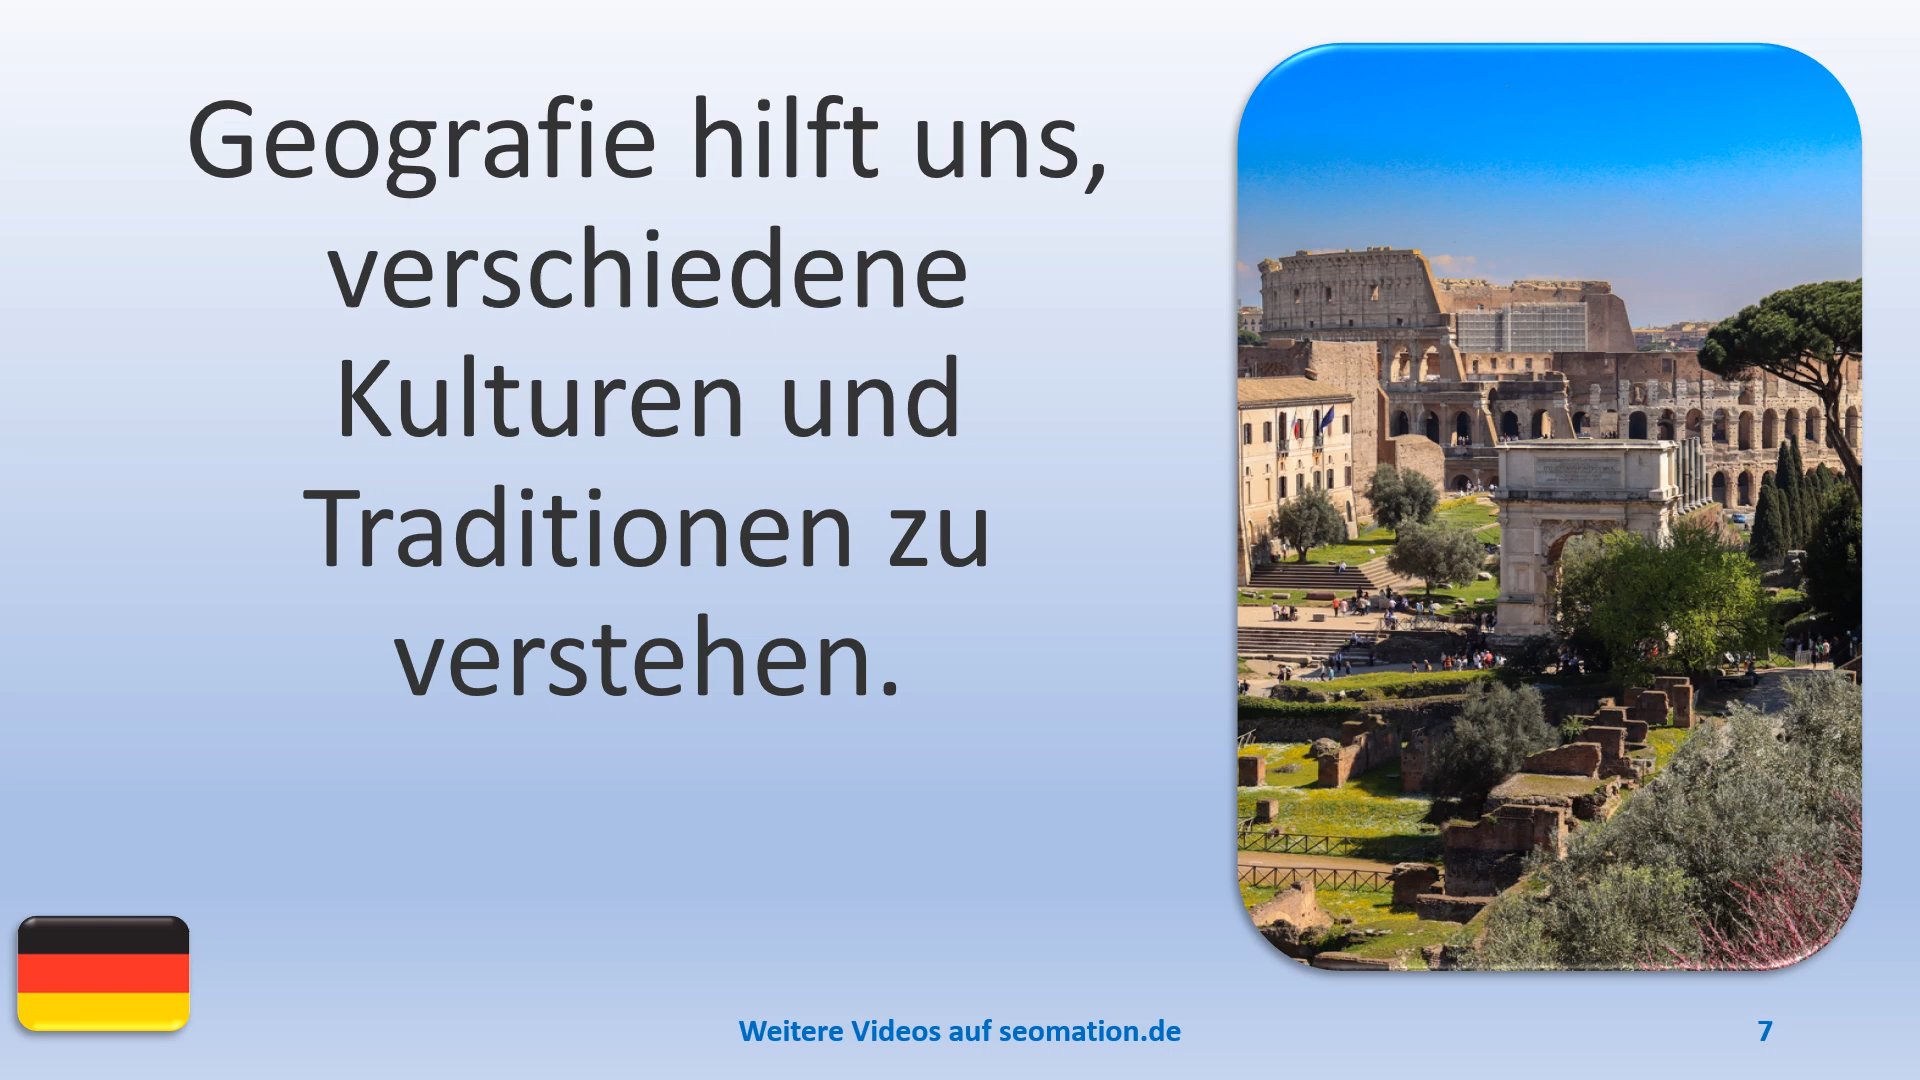 Geografie hilft uns,
verschiedene
Kulturen und
Traditionen zu
verstehen.
Weitere Videos auf seomation.de
7